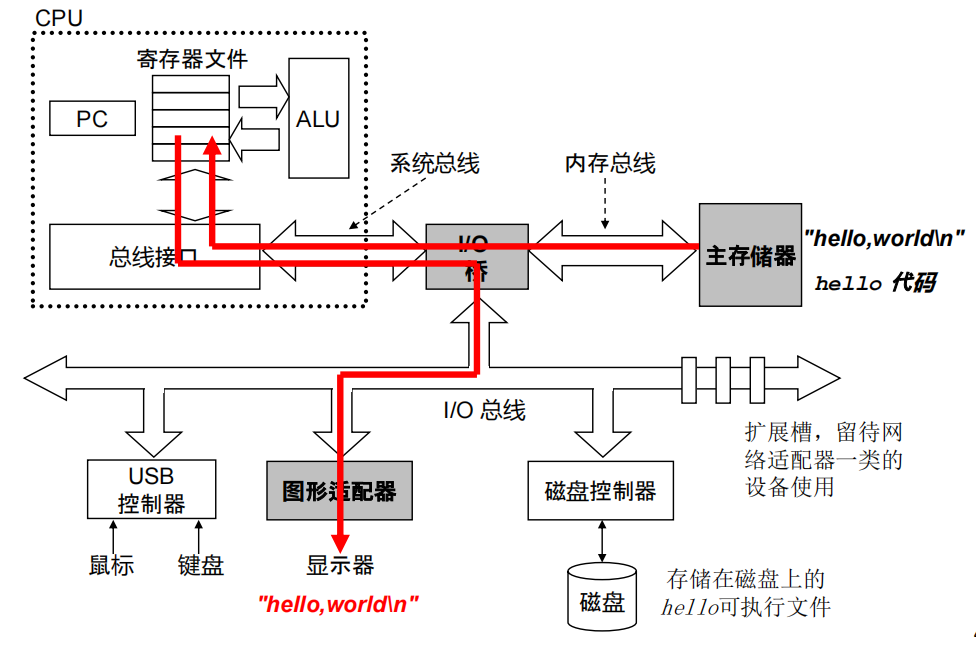 CPU
寄存器文件
PC
ALU
系统总线
内存总线
总线接口
I/O
桥
主存储器
"hello,world\n"
hello 代码
I/O 总线
扩展槽，留待网
络适配器一类的
设备使用
USB
控制器
图形适配器
磁盘控制器
鼠标
键盘
显示器
"hello,world\n"
磁盘
存储在磁盘上的
hello可执行文件